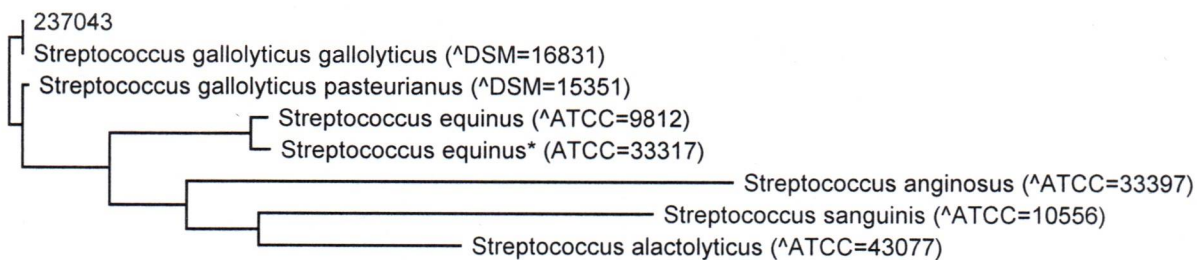 237043
Streptococcus gallolyticus gallolyticus (^DSM=16831)
Streptococcus gallolyticus pasteurianus (^DSM=15351)
Streptococcus equinus (^ATCC=9812)
Streptococcus equinus* (ATCC=33317)
Streptococcus anginosus (^ATCC=33397)
Streptococcus sanguinis (^ATCC=10556)
Streptococcus alactolyticus (^ATCC=43077)